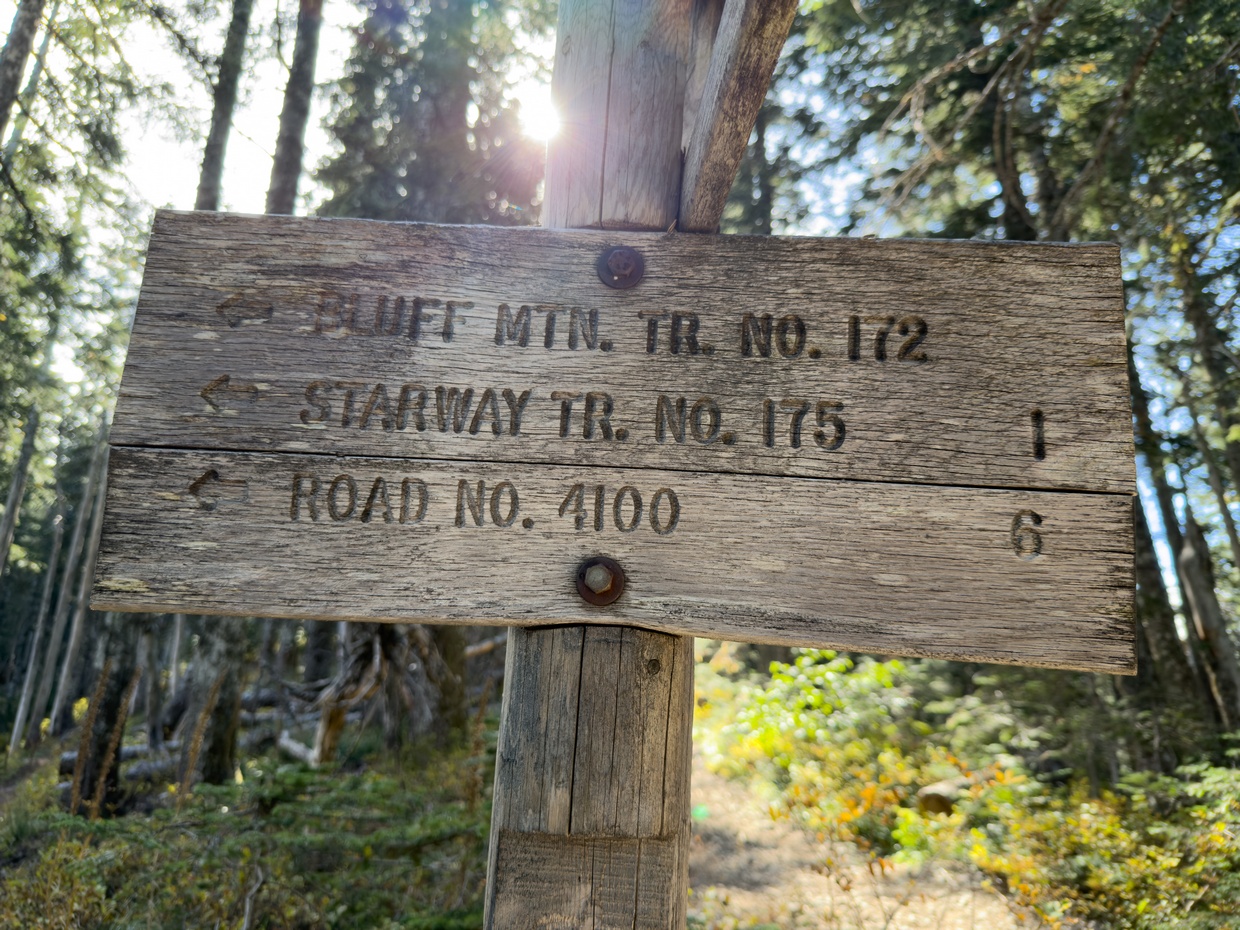 ← BLUFF MTN. TR. NO. 172
← STARWAY TR. NO. 175 1
← ROAD NO. 4100 6